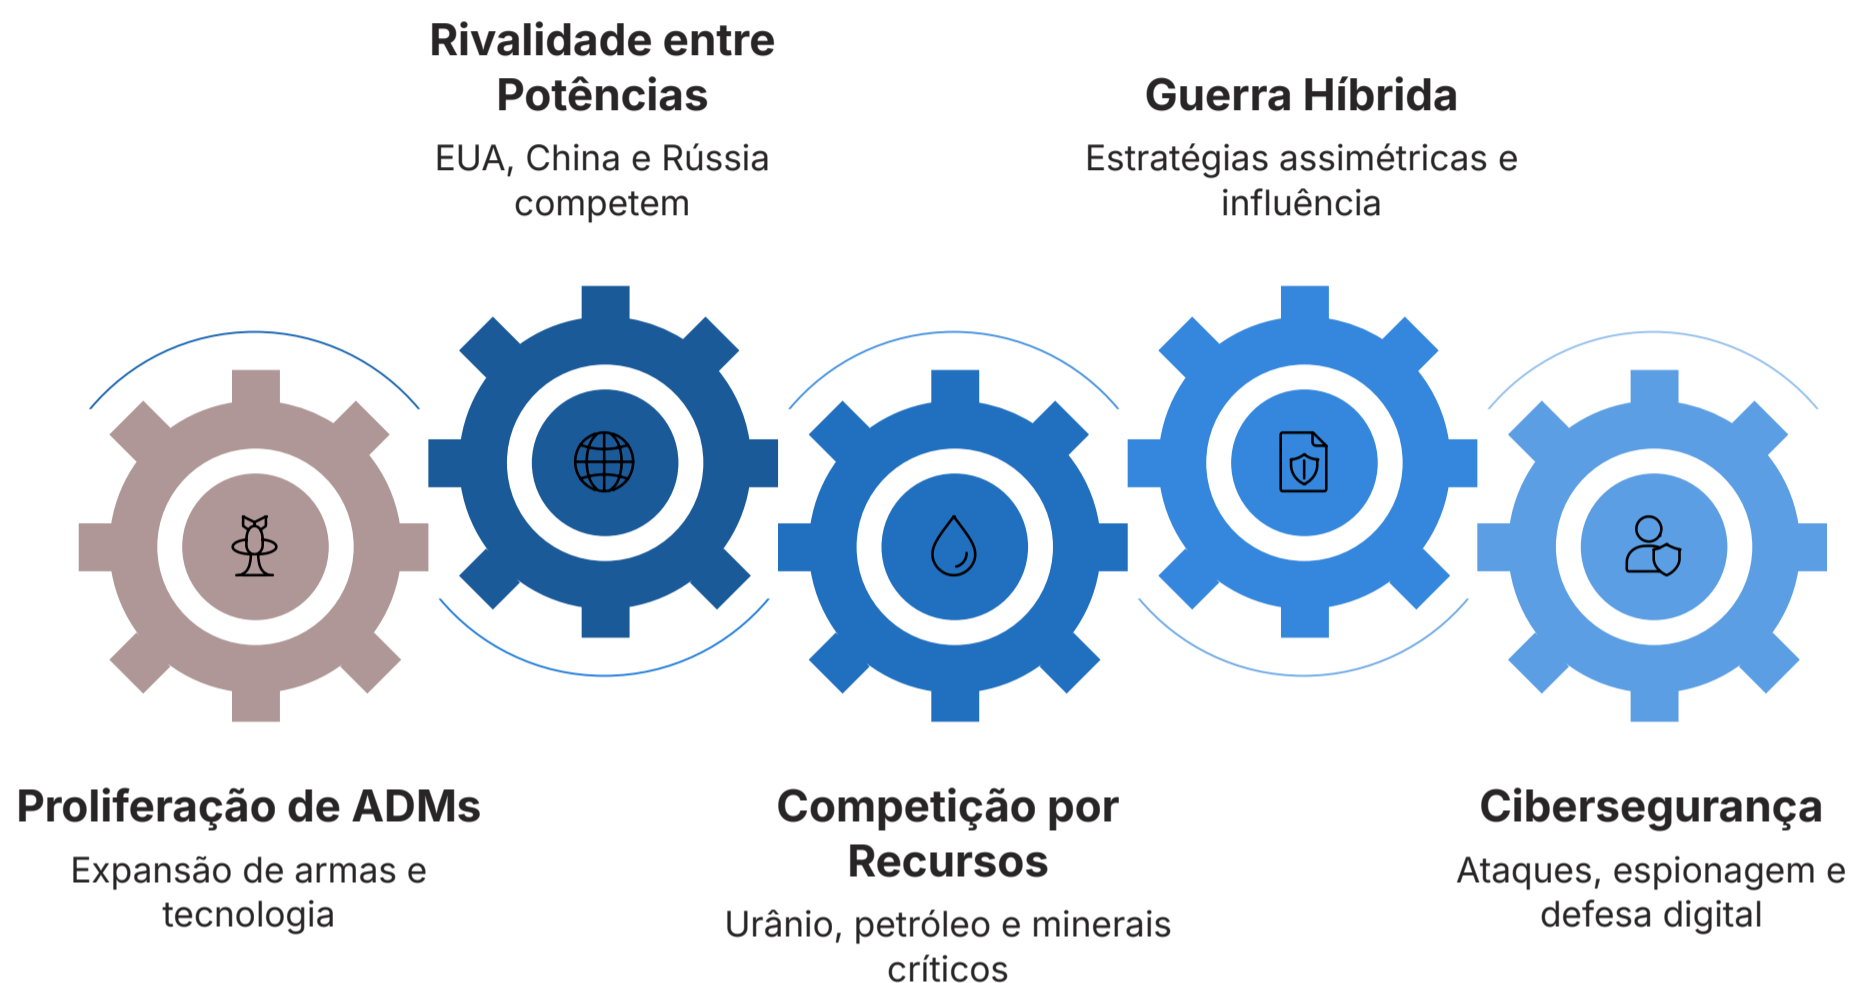 Rivalidade entre
Potências
EUA, China e Rússia
competem
Guerra Híbrida
Estratégias assimétricas e
influência
Proliferação de ADMs
Expansão de armas e
tecnologia
Competição por
Recursos
Urânio, petróleo e minerais
críticos
Cibersegurança
Ataques, espionagem e
defesa digital